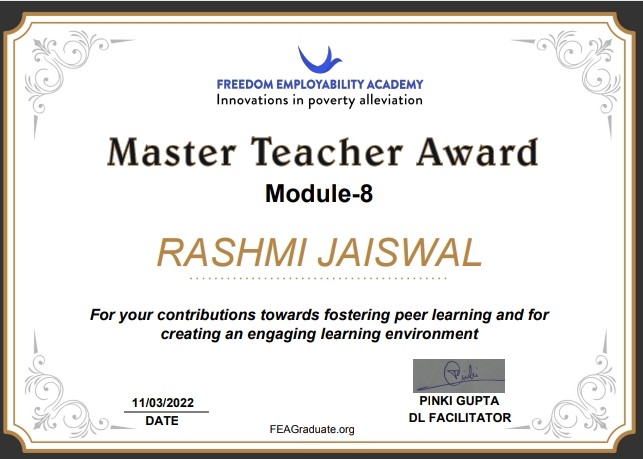 FREEDOM EMPLOYABILITY ACADEMY
Innovations in poverty alleviation
Master Teacher Award
Module-8
RASHMI JAISWAL
For your contributions towards fostering peer learning and for
creating an engaging learning environment
Pinki
11/03/2022
DATE
PINKI GUPTA
DL FACILITATOR
FEAGraduate.org